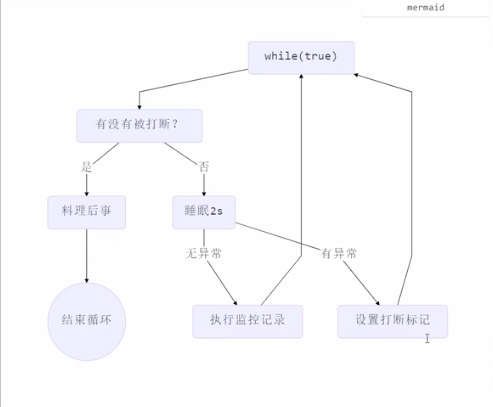 mermaid
while(true)
有没有被打断？
是
否
料理后事
睡眠2s
无异常
有异常
结束循环
执行监控记录
设置打断标记